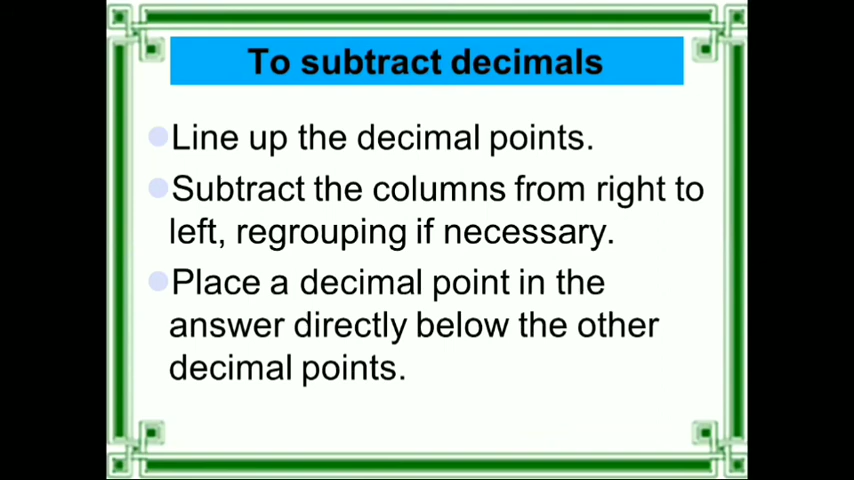 To subtract decimals
Line up the decimal points.
Subtract the columns from right to
left, regrouping if necessary.
Place a decimal point in the
answer directly below the other
decimal points.